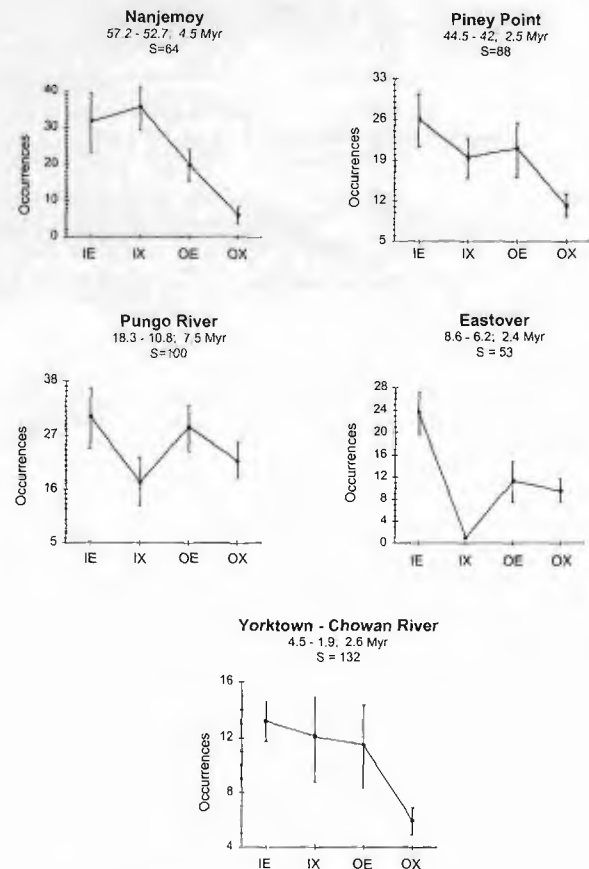 Nanjemoy
57.2 - 52.7; 4.5 Myr
S=64
40
30
20
10
0
Occurrences
IE IX OE OX
Piney Point
44.5 - 42; 2.5 Myr
S=88
33
26
19
12
5
Occurrences
IE IX OE OX
Pungo River
18.3 - 10.8; 7.5 Myr
S=100
38
27
16
5
Occurrences
IE IX OE OX
Eastover
8.6 - 6.2; 2.4 Myr
S = 53
28
24
20
16
12
8
4
0
Occurrences
IE IX OE OX
Yorktown - Chowan River
4.5 - 1.9; 2.6 Myr
S = 132
16
12
8
4
Occurrences
IE IX OE OX